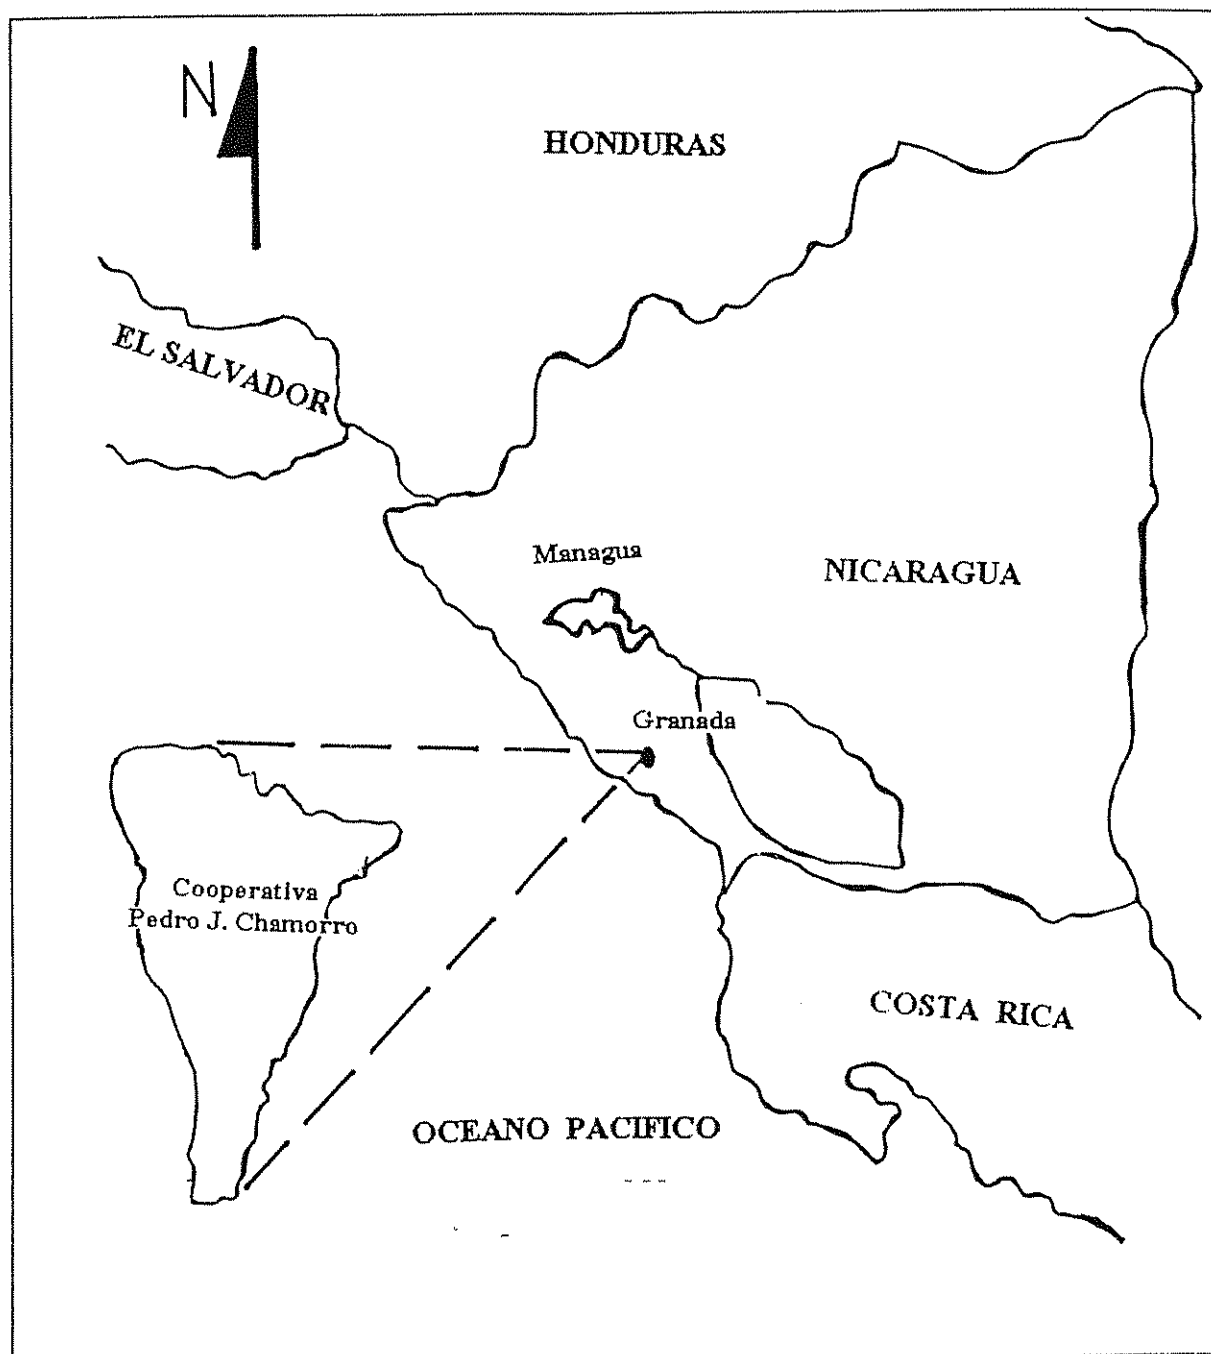 N
HONDURAS
EL SALVADOR
Managua
NICARAGUA
Granada
Cooperativa
Pedro J. Chamorro
COSTA RICA
OCEANO PACIFICO